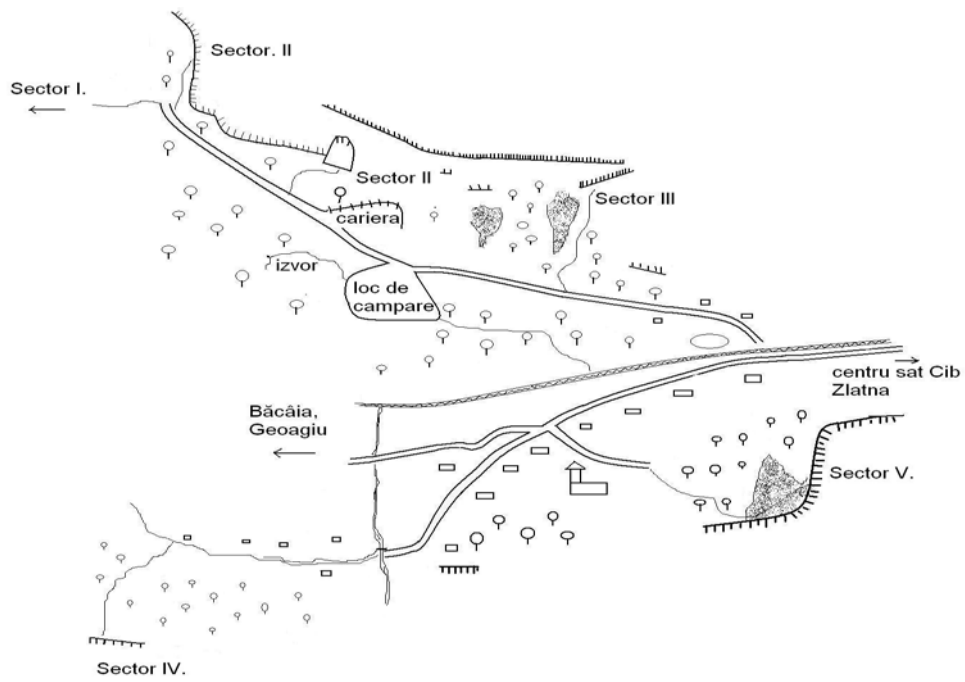 Sector. II
Sector I.
Sector II
Sector III
cariera
izvor
loc de
campare
centru sat Cib
Zlatna
Băcâia,
Geoagiu
Sector V.
Sector IV.